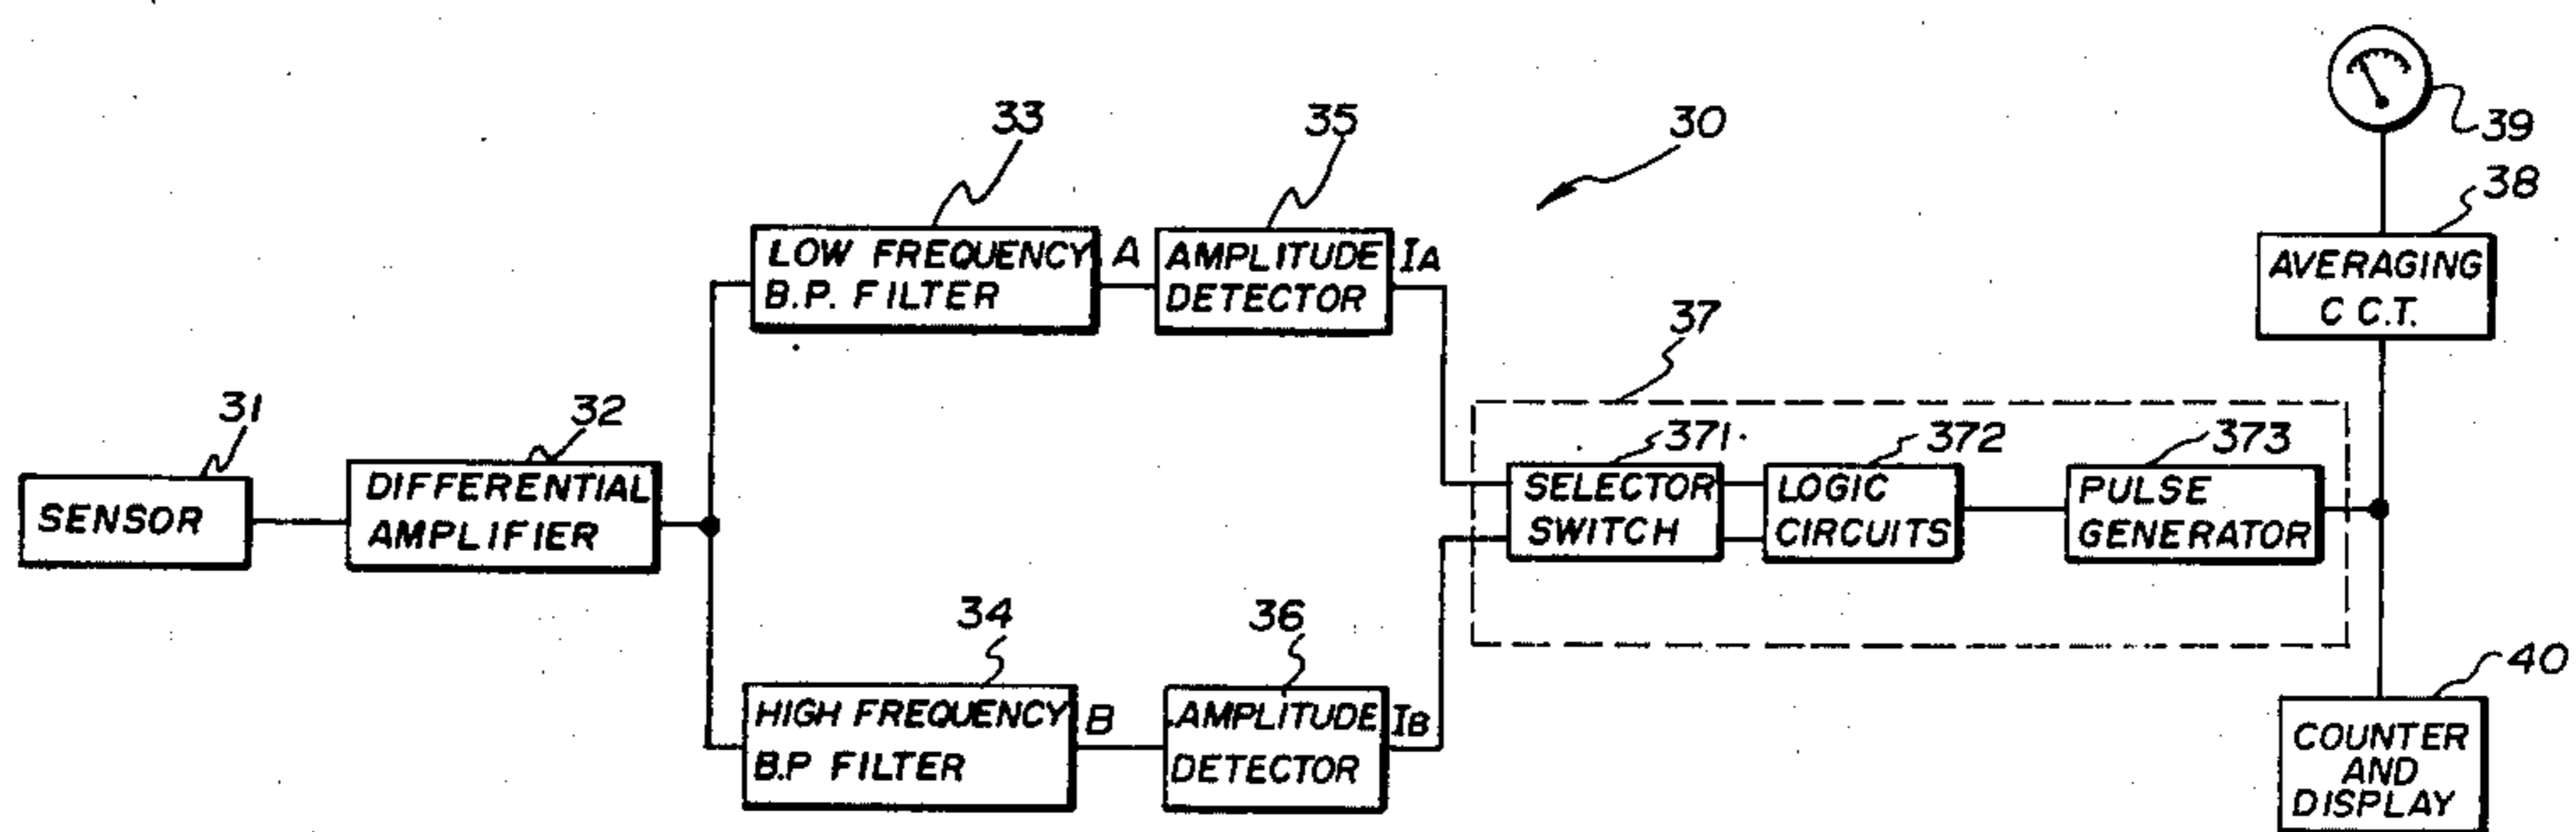 39
33
35
30
38
LOW FREQUENCY
B.P. FILTER
A
AMPLITUDE
DETECTOR
IA
AVERAGING
C C.T.
37
31
32
371
372
373
SENSOR
DIFFERENTIAL
AMPLIFIER
SELECTOR
SWITCH
LOGIC
CIRCUITS
PULSE
GENERATOR
34
36
40
HIGH FREQUENCY
B.P FILTER
B
AMPLITUDE
DETECTOR
IB
COUNTER
AND
DISPLAY